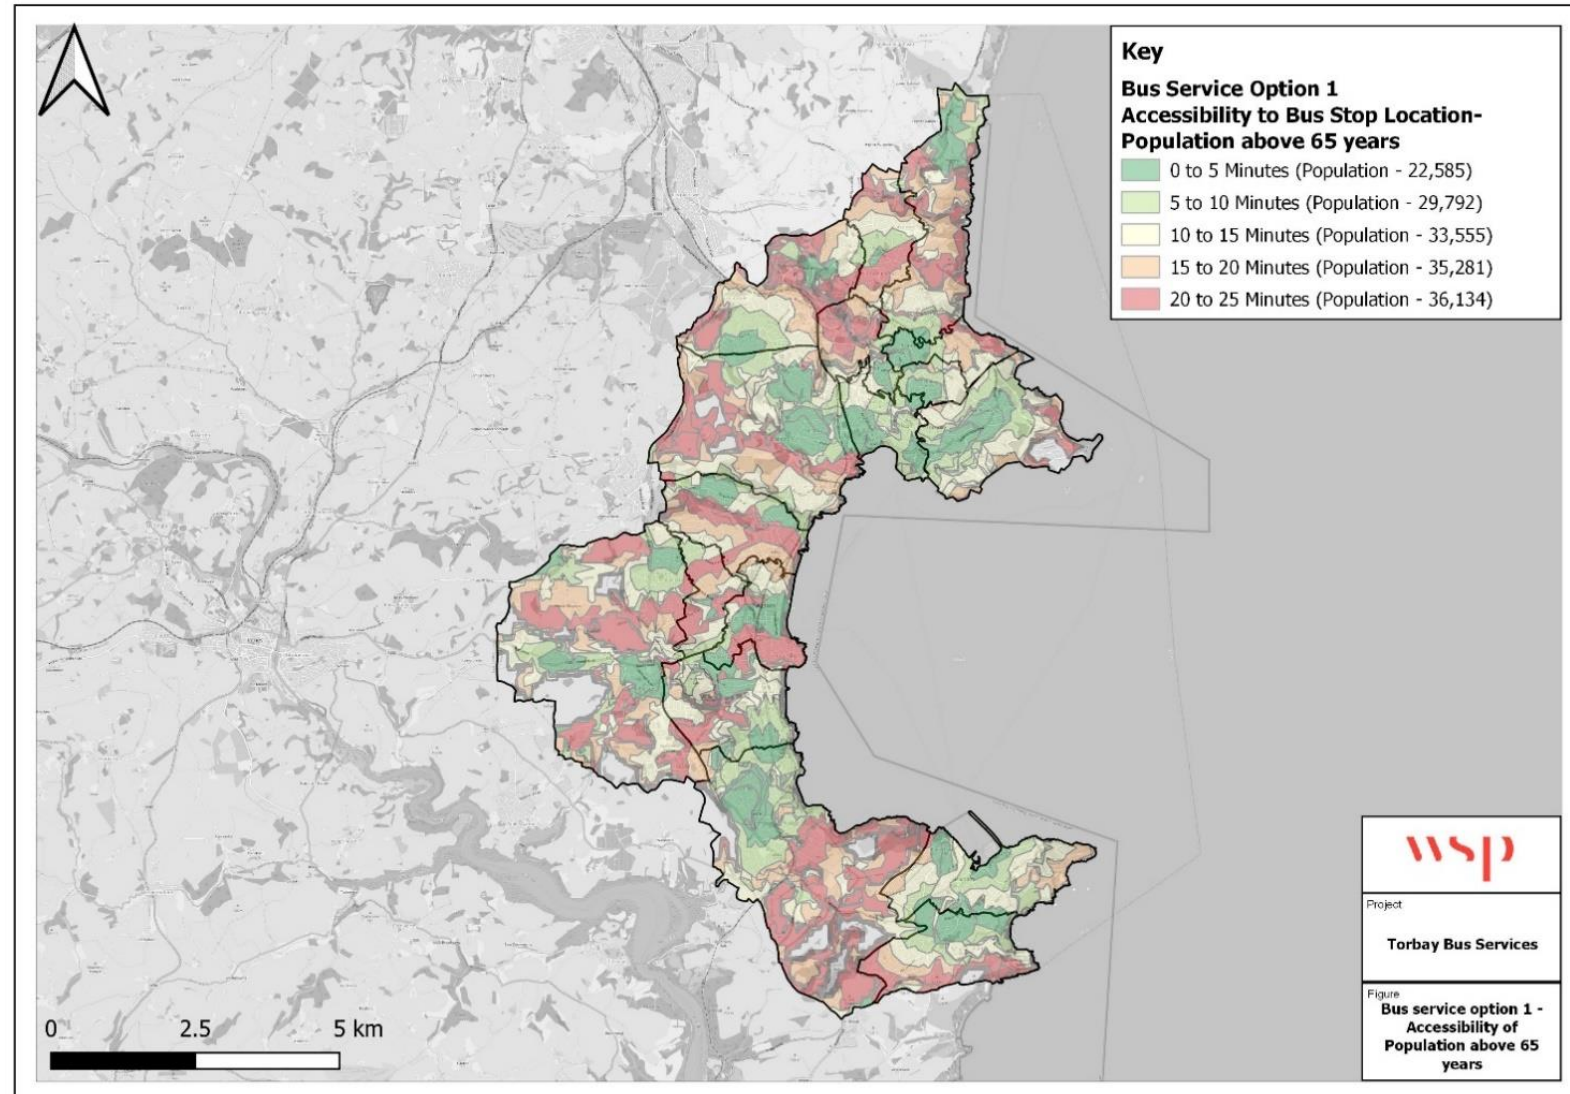 Key
Bus Service Option 1
Accessibility to Bus Stop Location-
Population above 65 years
0 to 5 Minutes (Population - 22,585)
5 to 10 Minutes (Population - 29,792)
10 to 15 Minutes (Population - 33,555)
15 to 20 Minutes (Population - 35,281)
20 to 25 Minutes (Population - 36,134)
0 2.5 5 km
wsp
Project
Torbay Bus Services
Figure
Bus service option 1 -
Accessibility of
Population above 65
years